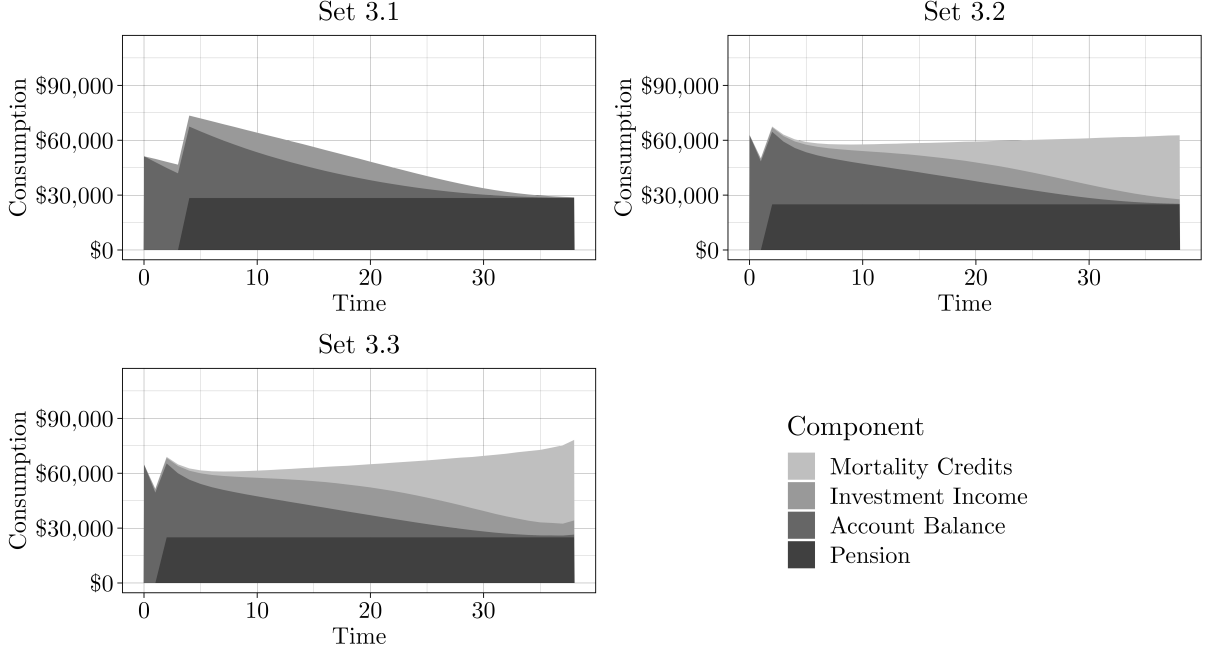 Set 3.1
Consumption
$90,000
$60,000
$30,000
$0
0 10 20 30
Time
Set 3.2
Consumption
$90,000
$60,000
$30,000
$0
0 10 20 30
Time
Set 3.3
Consumption
$90,000
$60,000
$30,000
$0
0 10 20 30
Time
Component
Mortality Credits
Investment Income
Account Balance
Pension